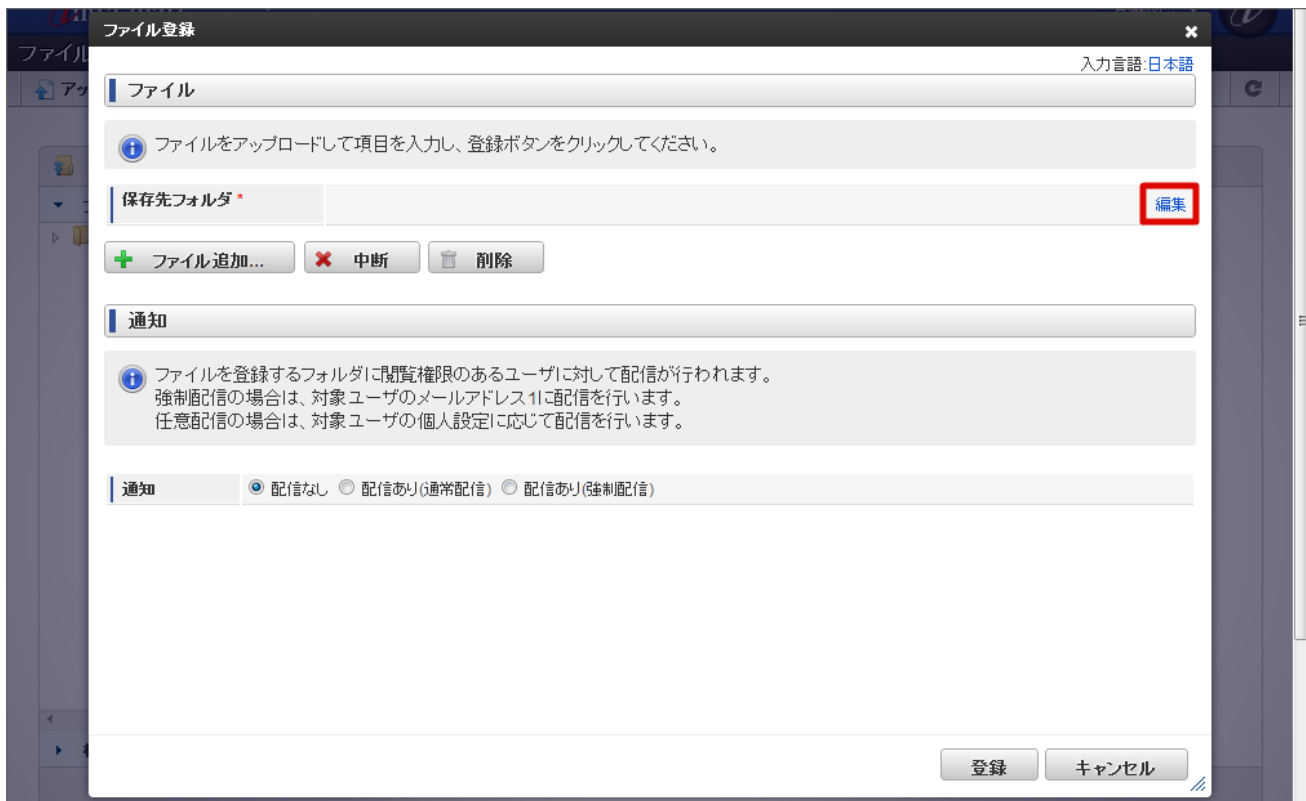 ファイル登録
ファイル
入力言語:日本語
アッ
ファイル
ファイルをアップロードして項目を入力し、登録ボタンをクリックしてください。
保存先フォルダ *
編集
ファイル追加...
中断
削除
通知
ファイルを登録するフォルダに閲覧権限のあるユーザに対して配信が行われます。
強制配信の場合は、対象ユーザのメールアドレス1に配信を行います。
任意配信の場合は、対象ユーザの個人設定に応じて配信を行います。
通知
配信なし 配信あり(通常配信) 配信あり(強制配信)
登録
キャンセル